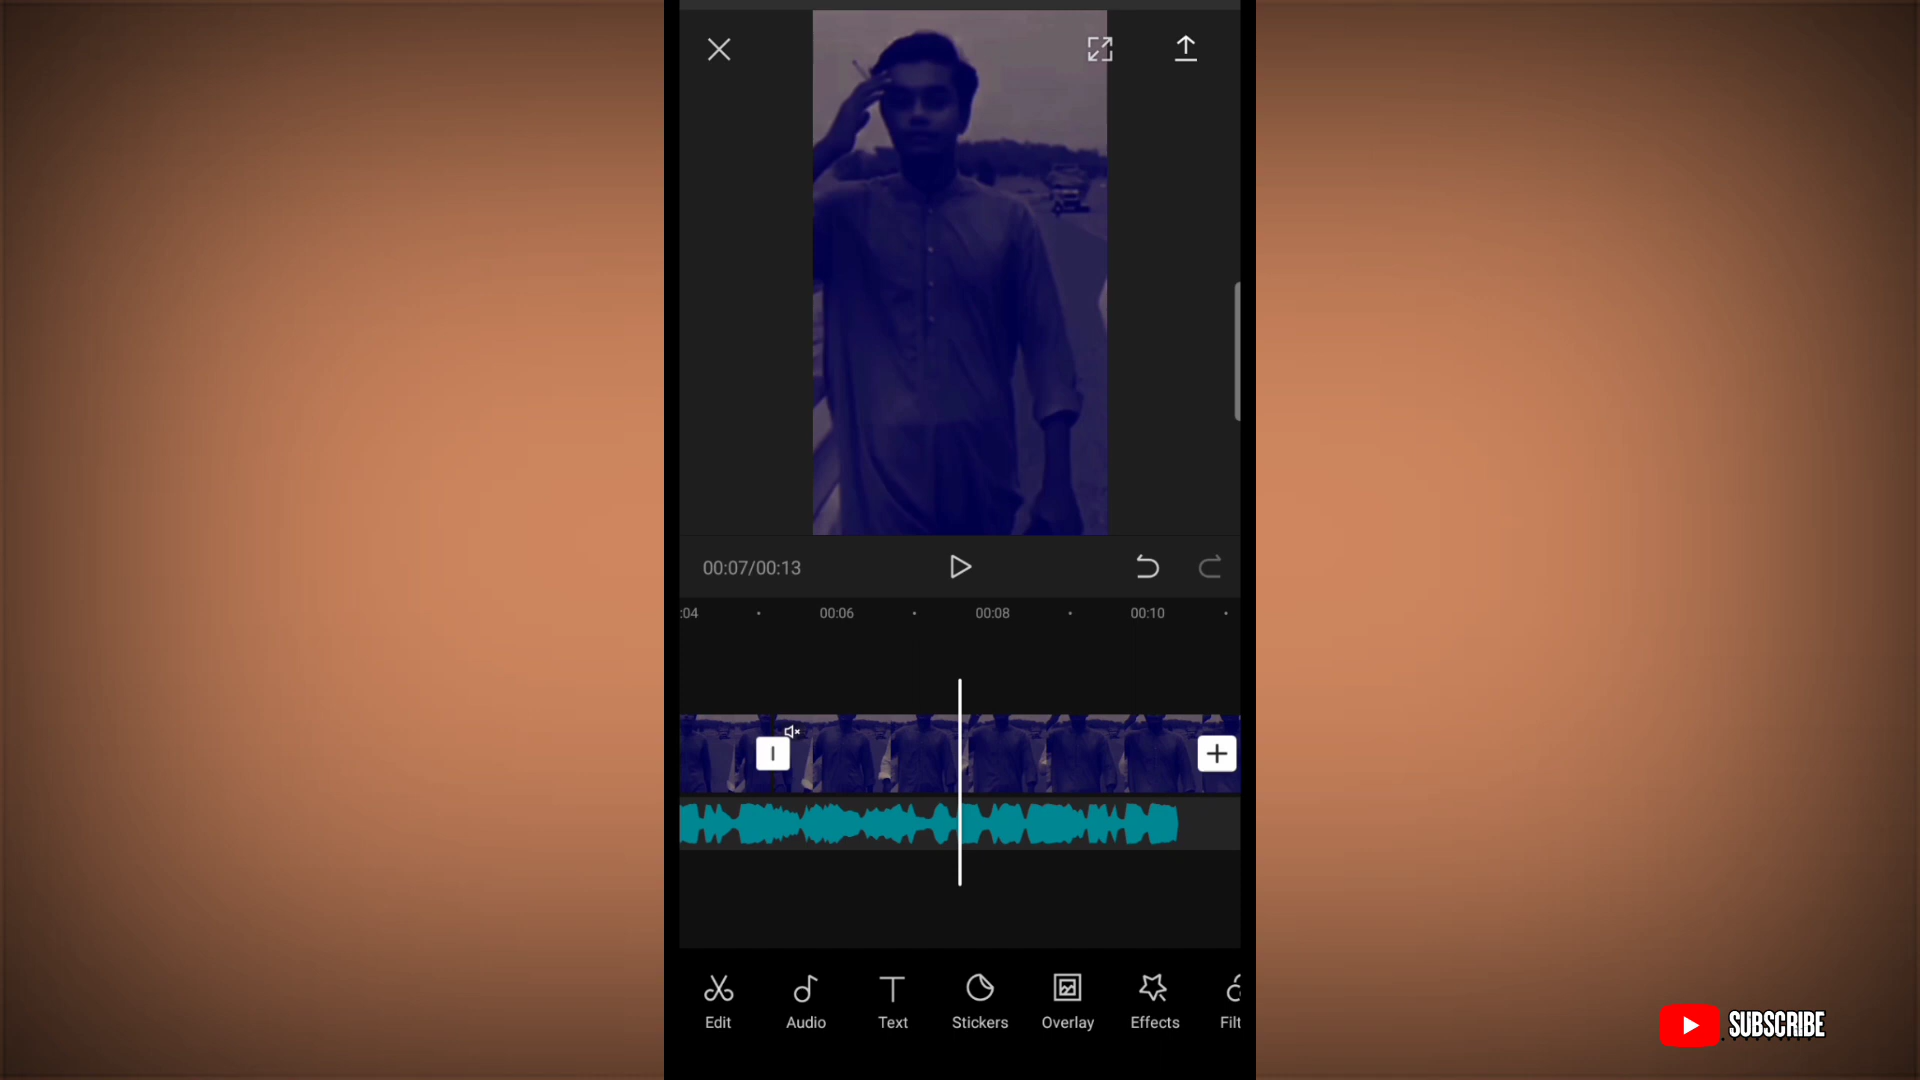 00:07/00:13
:04
00:06
00:08
00:10
Edit
Audio
Text
Stickers
Overlay
Effects
Filt
SUBSCRIBE